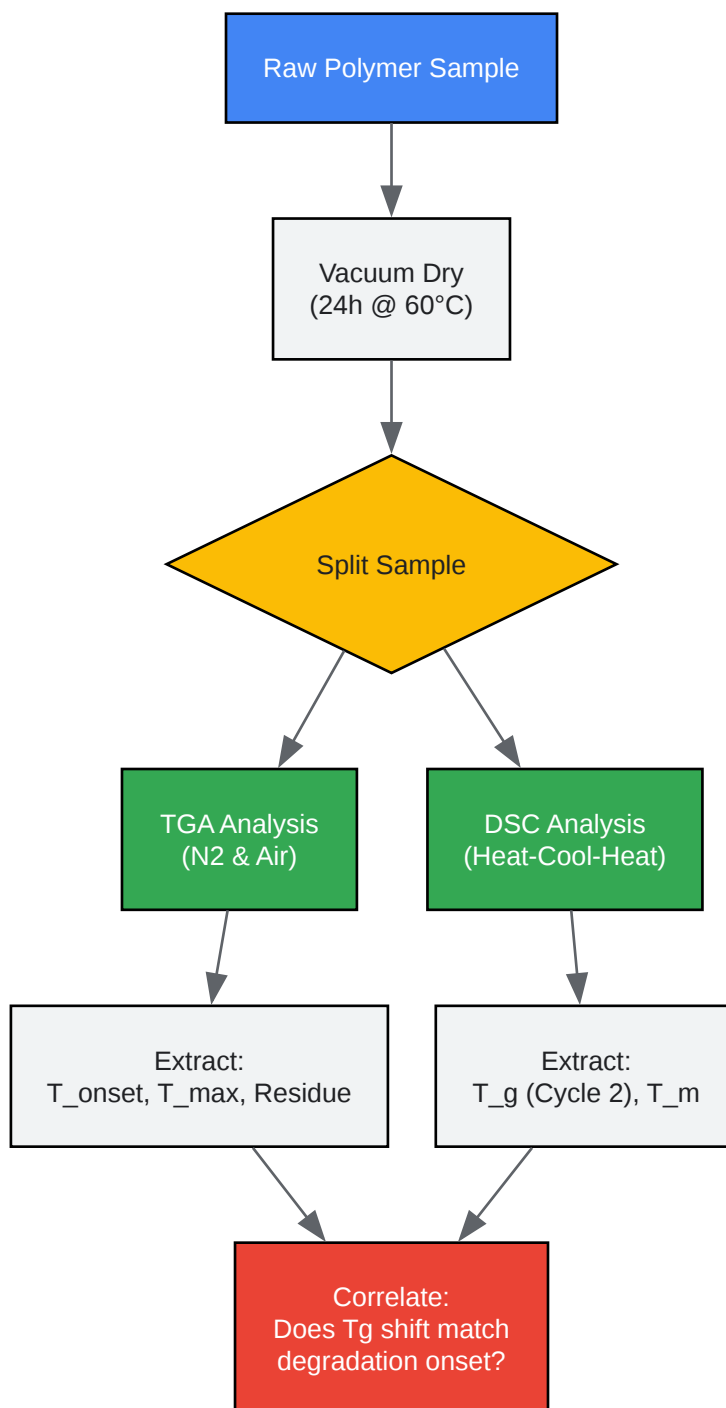 Raw Polymer Sample
Vacuum Dry
(24h @ 60°C)
Split Sample
TGA Analysis
(N2 & Air)
DSC Analysis
(Heat-Cool-Heat)
Extract:
T_onset, T_max, Residue
Extract:
T_g (Cycle 2), T_m
Correlate:
Does Tg shift match
degradation onset?